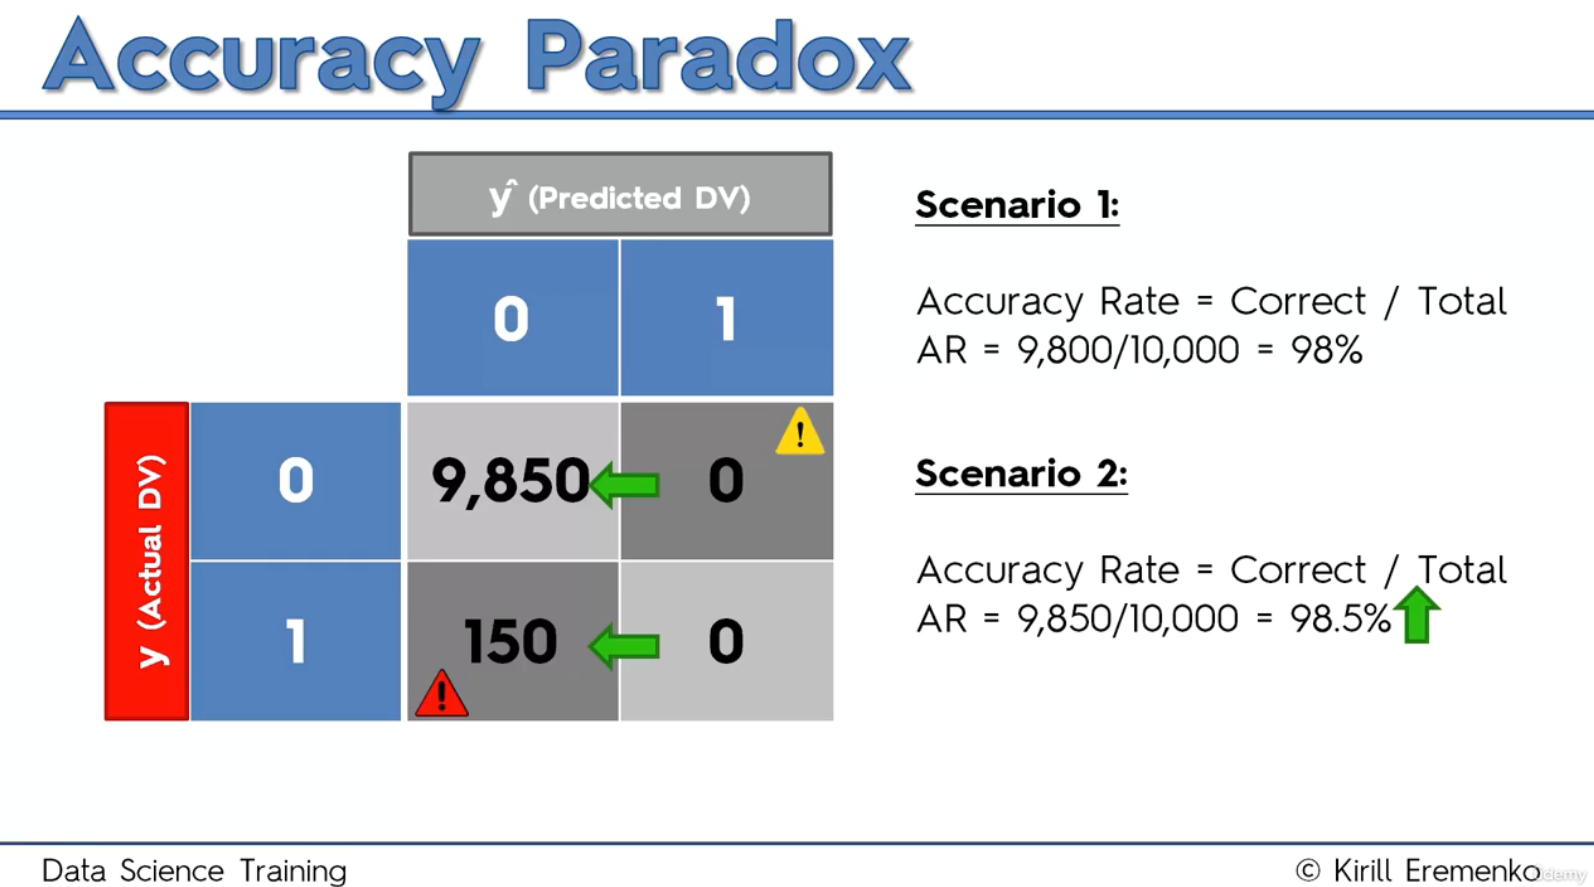 Accuracy Paradox
ŷ (Predicted DV)
0 1
y (Actual DV)
0 9,850 0
!
1 150 0
!
Scenario 1:
Accuracy Rate = Correct / Total
AR = 9,800/10,000 = 98%
Scenario 2:
Accuracy Rate = Correct / Total
AR = 9,850/10,000 = 98.5%
Data Science Training
© Kirill Eremenko
Udemy